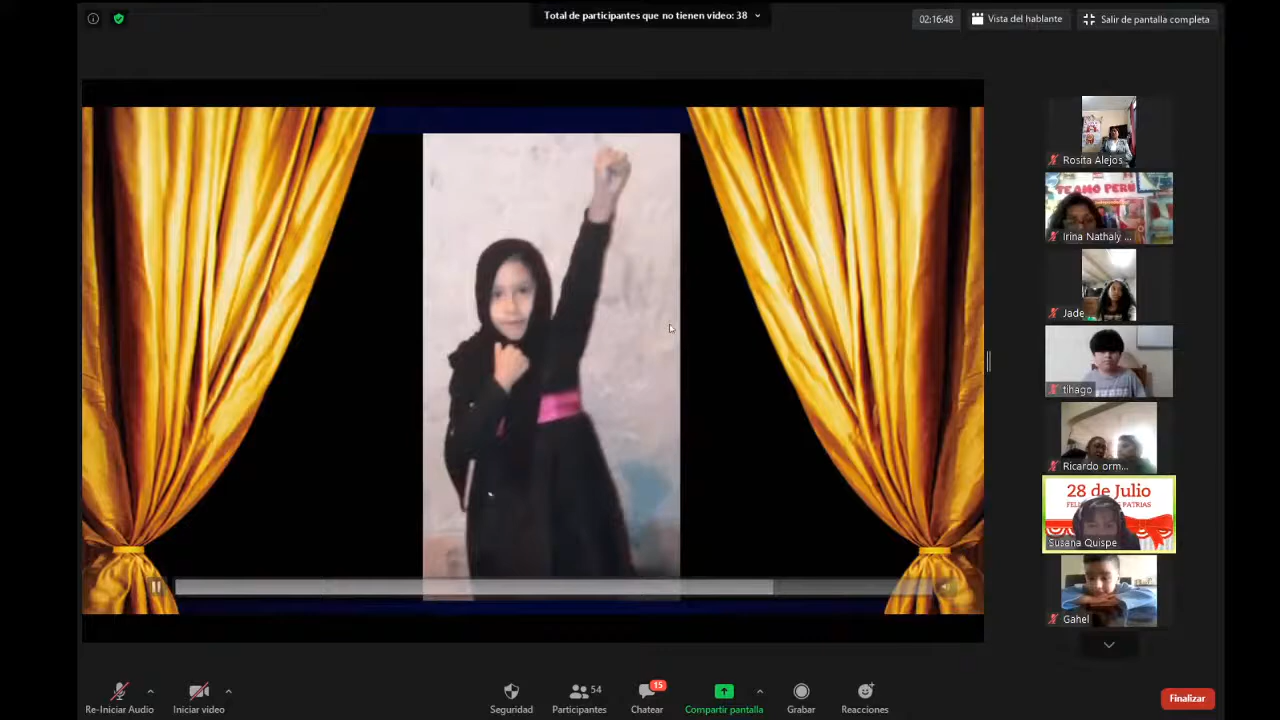 Total de participantes que no tienen video: 38
02:16:48
Vista del hablante
Salir de pantalla completa
Rosita Alejos
TE AMO PERU
Irina Nathaly ...
Jade
tihago
Ricardo orm...
28 de Julio
PATRIAS
Susana Quispe
Gahel
Re-Iniciar Audio
Iniciar video
Seguridad
54
Participantes
15
Chatear
Compartir pantalla
Grabar
Reacciones
Finalizar